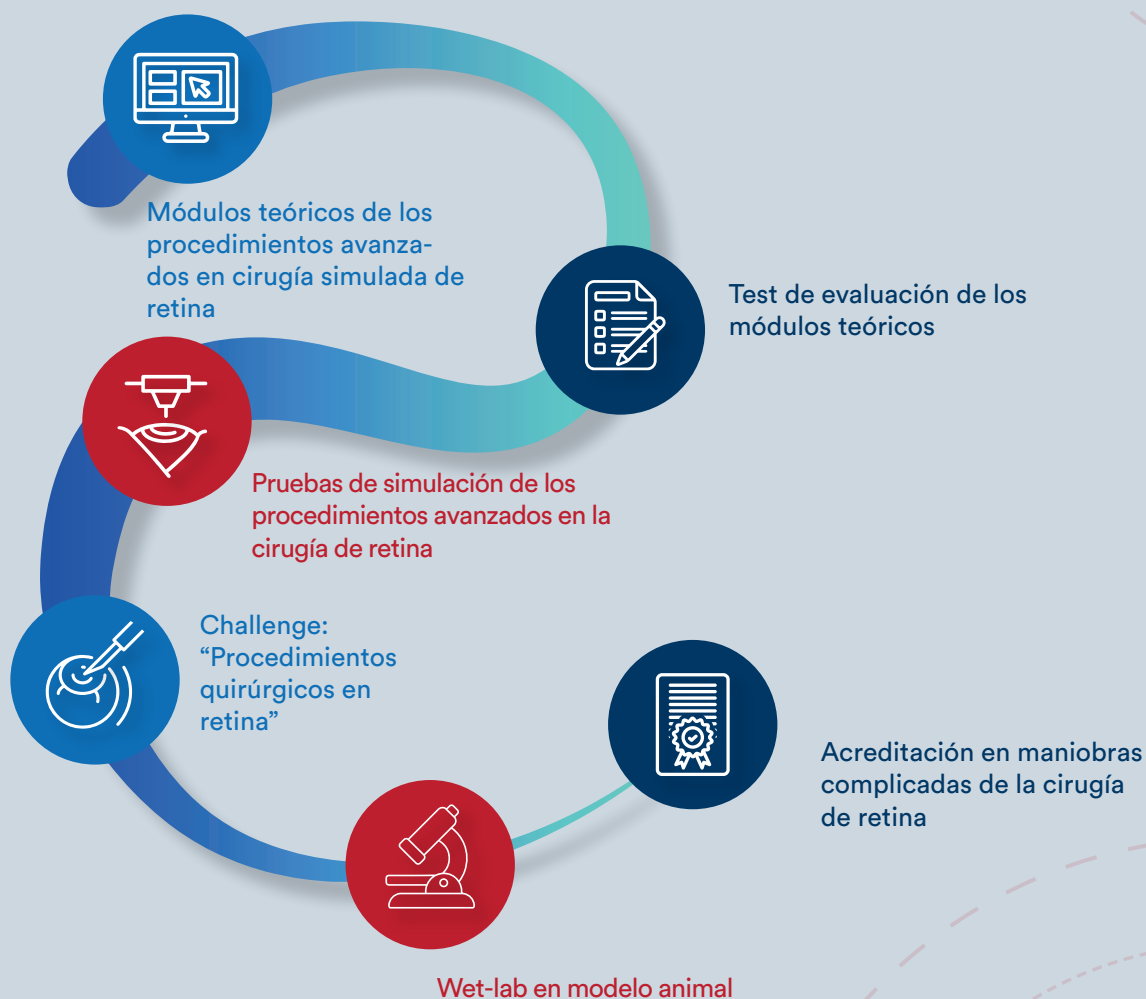 Módulos teóricos de los
procedimientos avanza-
dos en cirugía simulada de
retina
Test de evaluación de los
módulos teóricos
Pruebas de simulación de los
procedimientos avanzados en la
cirugía de retina
Challenge:
“Procedimientos
quirúrgicos en
retina”
Wet-lab en modelo animal
Acreditación en maniobras
complicadas de la cirugía
de retina